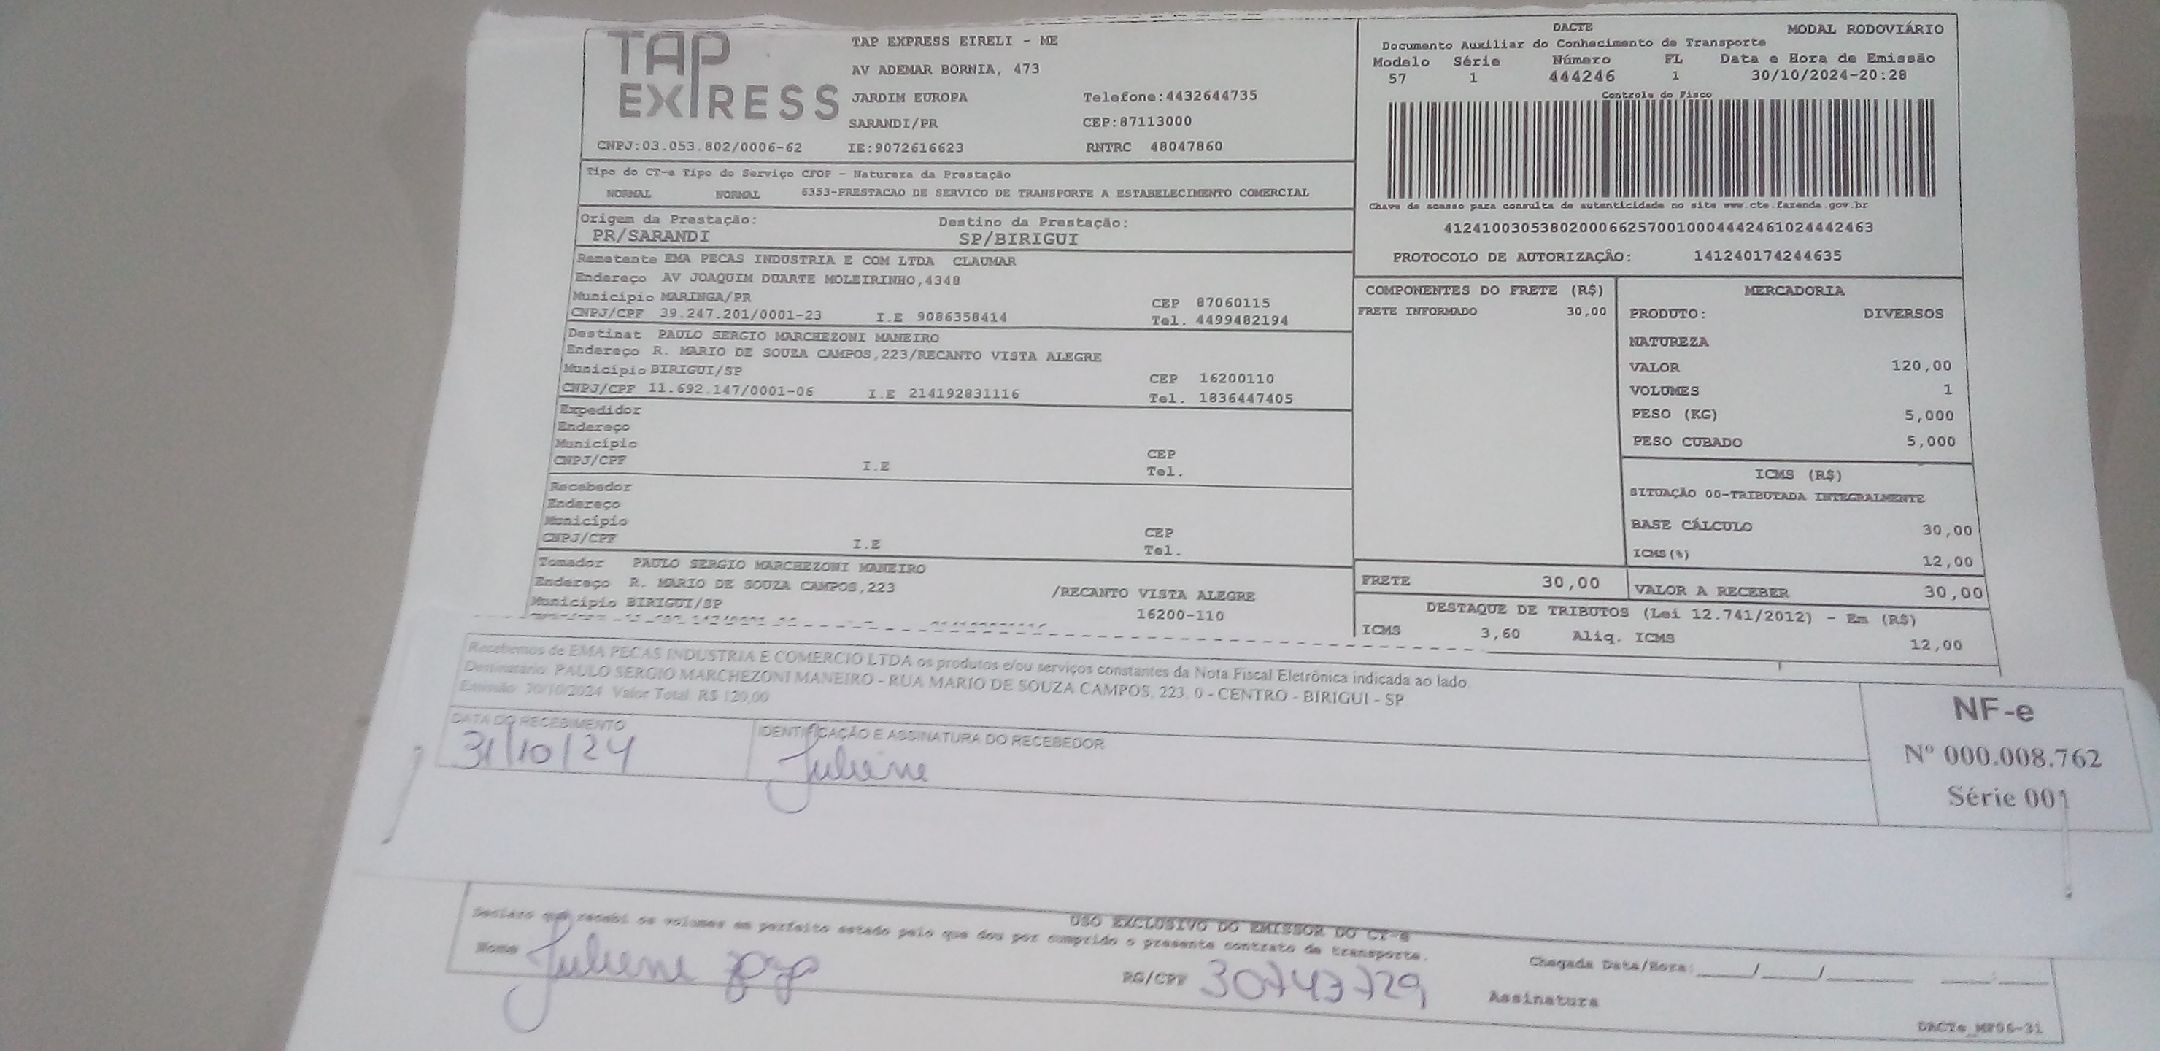 TAP EXPRESS
TAP EXPRESS EIRELI - ME
AV ADEMAR BORNIA, 473
JARDIM EUROPA Telefone:4432644735
SARANDI/PR CEP:87113000
CNPJ:03.053.802/0006-62 IE:9072616623 RNTRC 48047860
DACTE MODAL RODOVIÁRIO
Documento Auxiliar do Conhecimento de Transporte
Modelo Série Número FL Data e Hora de Emissão
57 1 444246 1 30/10/2024-20:28
Controle do Fisco
Chave de acesso para consulta de autenticidade no site www.cte.fazenda.gov.br
41241003053802000662570010004442461024442463
PROTOCOLO DE AUTORIZAÇÃO: 141240174244635
Tipo do CT-e Tipo do Serviço CFOP - Natureza da Prestação
NORMAL NORMAL 6353-PRESTACAO DE SERVICO DE TRANSPORTE A ESTABELECIMENTO COMERCIAL
Origem da Prestação: Destino da Prestação:
PR/SARANDI SP/BIRIGUI
Remetente EMA PECAS INDUSTRIA E COM LTDA CLAUMAR
Endereço AV JOAQUIM DUARTE MOLEIRINHO,4348
Município MARINGA/PR CEP 87060115
CNPJ/CPF 39.247.201/0001-23 I.E 9086358414 Tel. 4499482194
Destinat PAULO SERGIO MARCHEZONI MANEIRO
Endereço R. MARIO DE SOUZA CAMPOS,223/RECANTO VISTA ALEGRE
Município BIRIGUI/SP CEP 16200110
CNPJ/CPF 11.692.147/0001-06 I.E 214192831116 Tel. 1836447405
Expedidor
Endereço
Município CEP
CNPJ/CPF I.E Tel.
Recebedor
Endereço
Município CEP
CNPJ/CPF I.E Tel.
Tomador PAULO SERGIO MARCHEZONI MANEIRO
Endereço R. MARIO DE SOUZA CAMPOS,223 /RECANTO VISTA ALEGRE
Município BIRIGUI/SP 16200-110
COMPONENTES DO FRETE (R$)
FRETE INFORMADO 30,00
MERCADORIA
PRODUTO: DIVERSOS
NATUREZA
VALOR 120,00
VOLUMES 1
PESO (KG) 5,000
PESO CUBADO 5,000
ICMS (R$)
SITUAÇÃO 00-TRIBUTADA INTEGRALMENTE
BASE CÁLCULO 30,00
ICMS(%) 12,00
FRETE 30,00 VALOR A RECEBER 30,00
DESTAQUE DE TRIBUTOS (Lei 12.741/2012) - Em (R$)
ICMS 3,60 Aliq. ICMS 12,00
Recebemos de EMA PECAS INDUSTRIA E COMERCIO LTDA os produtos e/ou serviços constantes da Nota Fiscal Eletrônica indicada ao lado.
Destinatário: PAULO SERGIO MARCHEZONI MANEIRO - RUA MARIO DE SOUZA CAMPOS, 223, 0 - CENTRO - BIRIGUI - SP
Emissão: 30/10/2024 Valor Total: R$ 120,00
DATA DO RECEBIMENTO IDENTIFICAÇÃO E ASSINATURA DO RECEBEDOR
31/10/24 Juliene
NF-e
Nº 000.008.762
Série 001
USO EXCLUSIVO DO EMISSOR DO CT-e
Declaro que recebi os volumes em perfeito estado pelo que dou por cumprido o presente contrato de transporte.
Nome Juliene RG/CPF 30743729 Chegada Data/Hora: ____/____/____
Assinatura